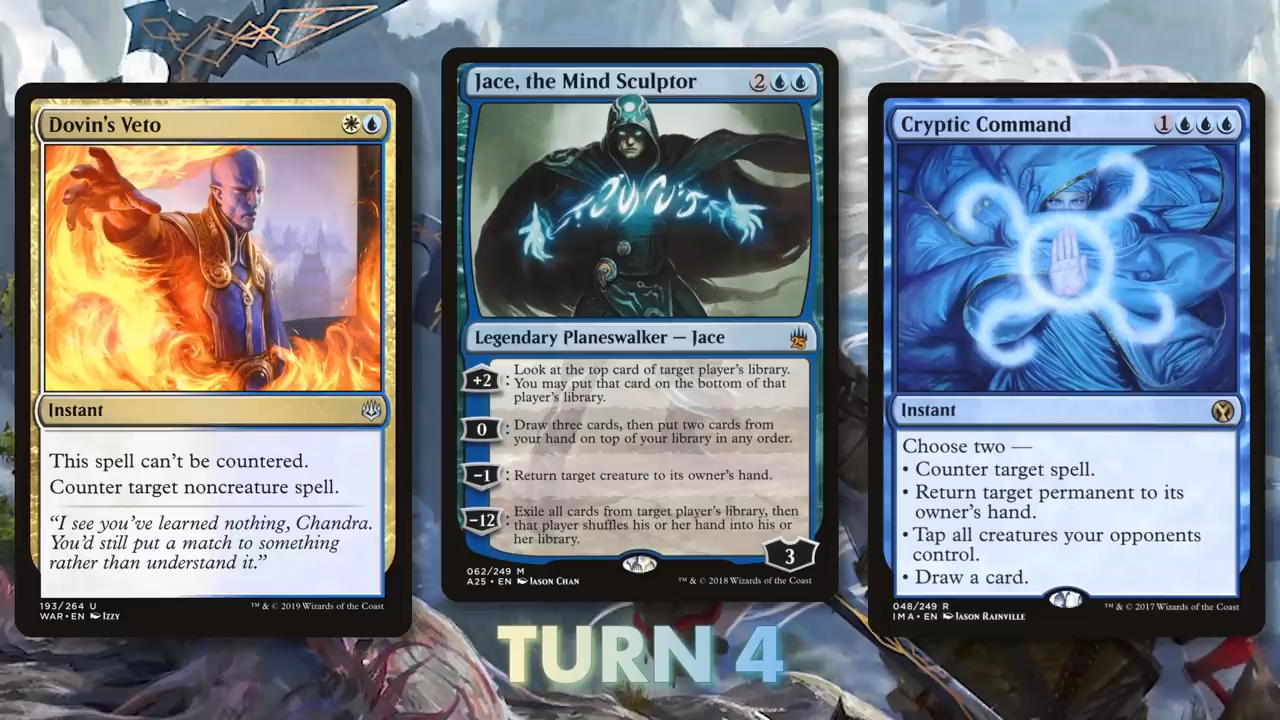 Dovin's Veto
Instant
This spell can't be countered.
Counter target noncreature spell.
"I see you've learned nothing, Chandra.
You'd still put a match to something
rather than understand it."
193/264 U
WAR • EN Izzy
™ & © 2019 Wizards of the Coast
Jace, the Mind Sculptor
2
Legendary Planeswalker — Jace
25
+2 : Look at the top card of target player's library.
You may put that card on the bottom of that
player's library.
0 : Draw three cards, then put two cards from
your hand on top of your library in any order.
−1 : Return target creature to its owner's hand.
−12 : Exile all cards from target player's library, then
that player shuffles his or her hand into his or
her library.
3
062/249 M
A25 • EN Jason Chan
™ & © 2018 Wizards of the Coast
Cryptic Command
1
Instant
Choose two —
• Counter target spell.
• Return target permanent to its
owner's hand.
• Tap all creatures your opponents
control.
• Draw a card.
048/249 R
IMA • EN Jason Rainville
™ & © 2017 Wizards of the Coast
TURN 4